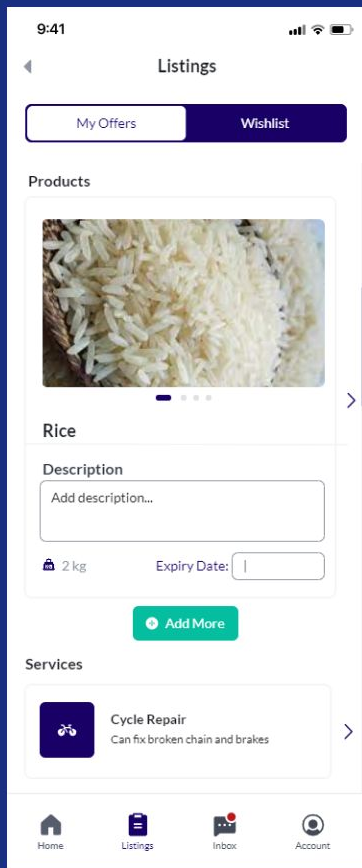 9:41
Listings
My Offers Wishlist
Products
Rice
Description
Add description...
2 kg Expiry Date:
Add More
Services
Cycle Repair
Can fix broken chain and brakes
Home Listings Inbox Account